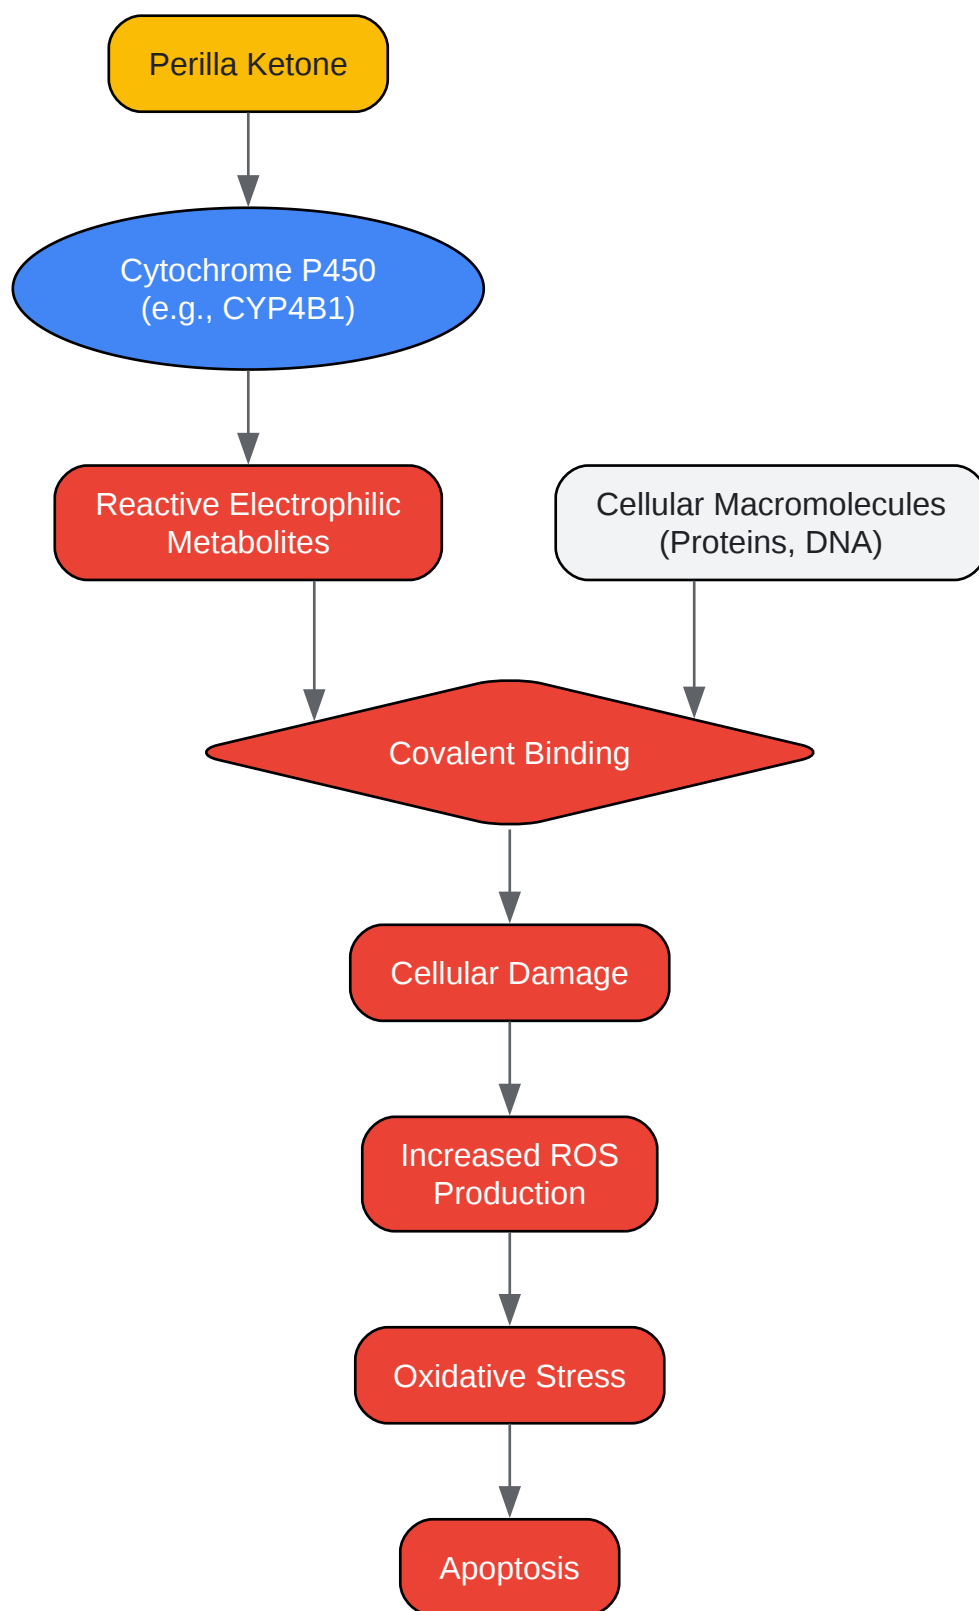 Perilla Ketone
Cytochrome P450
(e.g., CYP4B1)
Reactive Electrophilic
Metabolites
Cellular Macromolecules
(Proteins, DNA)
Covalent Binding
Cellular Damage
Increased ROS
Production
Oxidative Stress
Apoptosis